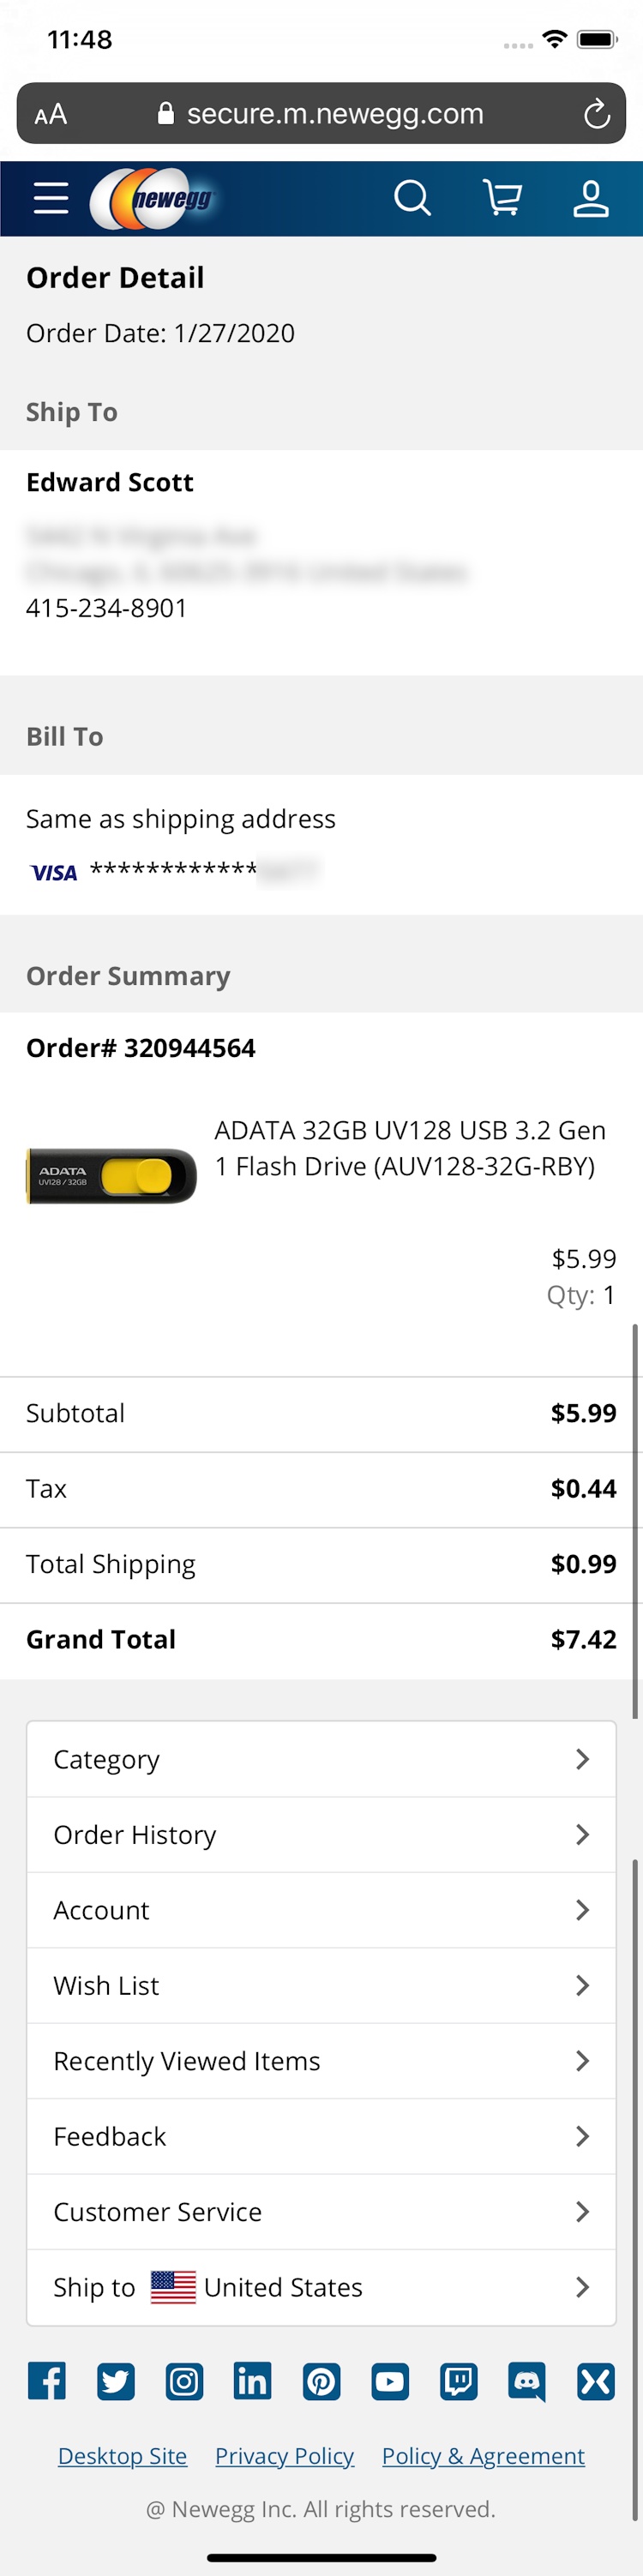 11:48
AA secure.m.newegg.com
newegg
Order Detail
Order Date: 1/27/2020
Ship To
Edward Scott
415-234-8901
Bill To
Same as shipping address
VISA ************
Order Summary
Order# 320944564
ADATA
UV128 / 32GB
ADATA 32GB UV128 USB 3.2 Gen
1 Flash Drive (AUV128-32G-RBY)
$5.99
Qty: 1
Subtotal $5.99
Tax $0.44
Total Shipping $0.99
Grand Total $7.42
Category
Order History
Account
Wish List
Recently Viewed Items
Feedback
Customer Service
Ship to United States
Desktop Site Privacy Policy Policy & Agreement
@ Newegg Inc. All rights reserved.